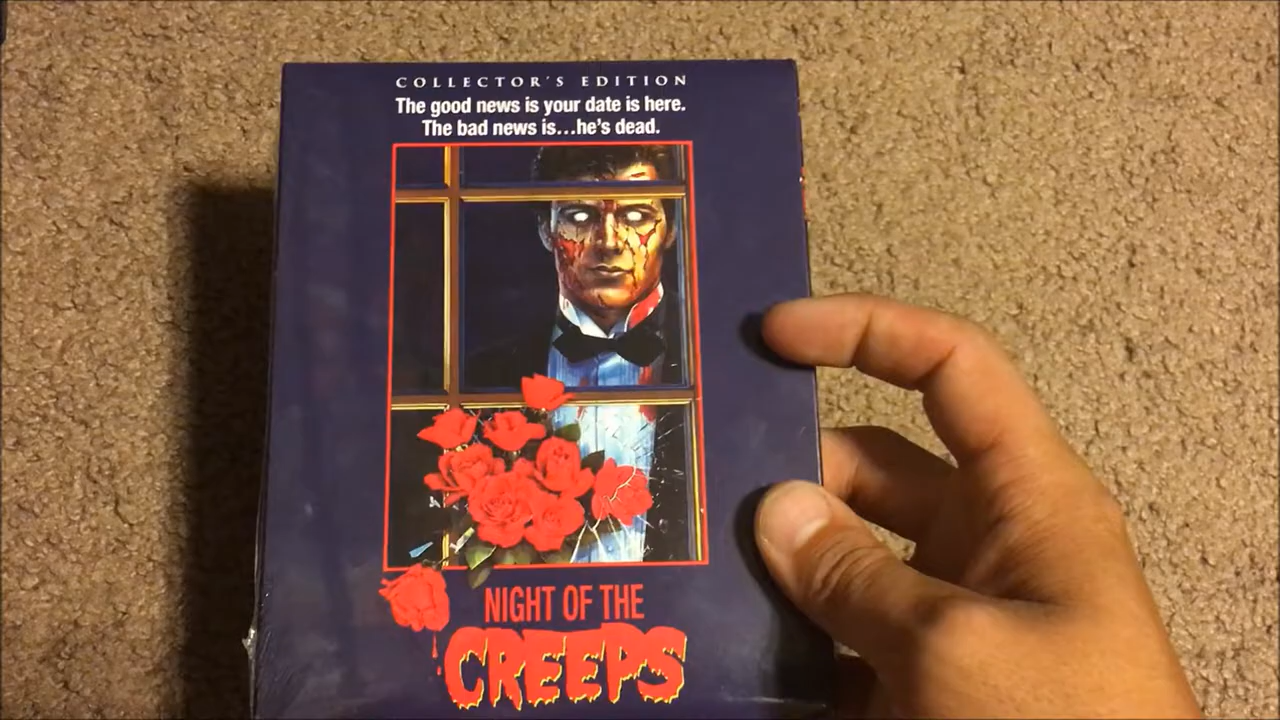 COLLECTOR'S EDITION
The good news is your date is here.
The bad news is...he's dead.
NIGHT OF THE
CREEPS